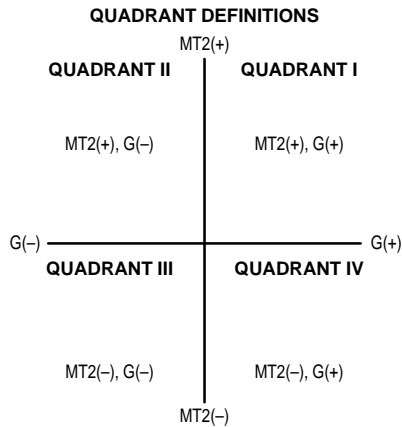 QUADRANT DEFINITIONS
MT2(+)
QUADRANT II QUADRANT I
MT2(+), G(–) MT2(+), G(+)
G(–) G(+)
QUADRANT III QUADRANT IV
MT2(–), G(–) MT2(–), G(+)
MT2(–)